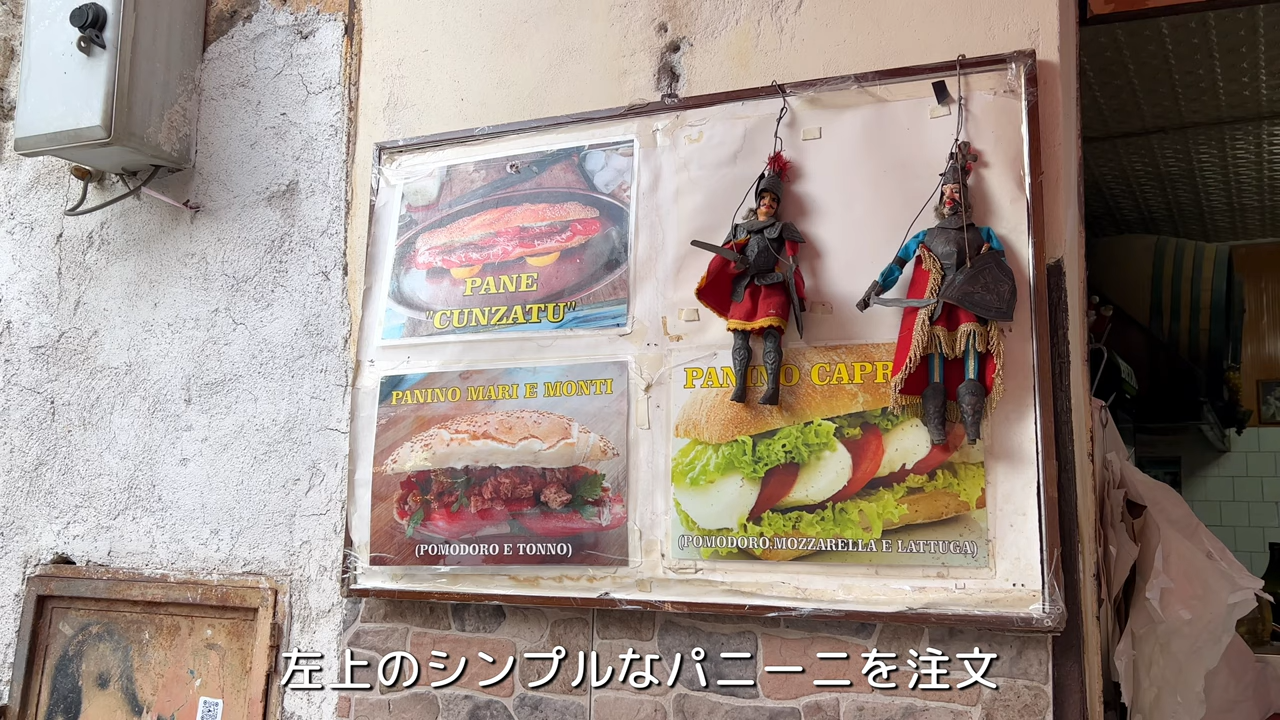 PANE
"CUNZATU"
PANINO MARI E MONTI
(POMODORO E TONNO)
PANINO CAPR
(POMODORO,MOZZARELLA E LATTUGA)
左上のシンプルなパニーニを注文